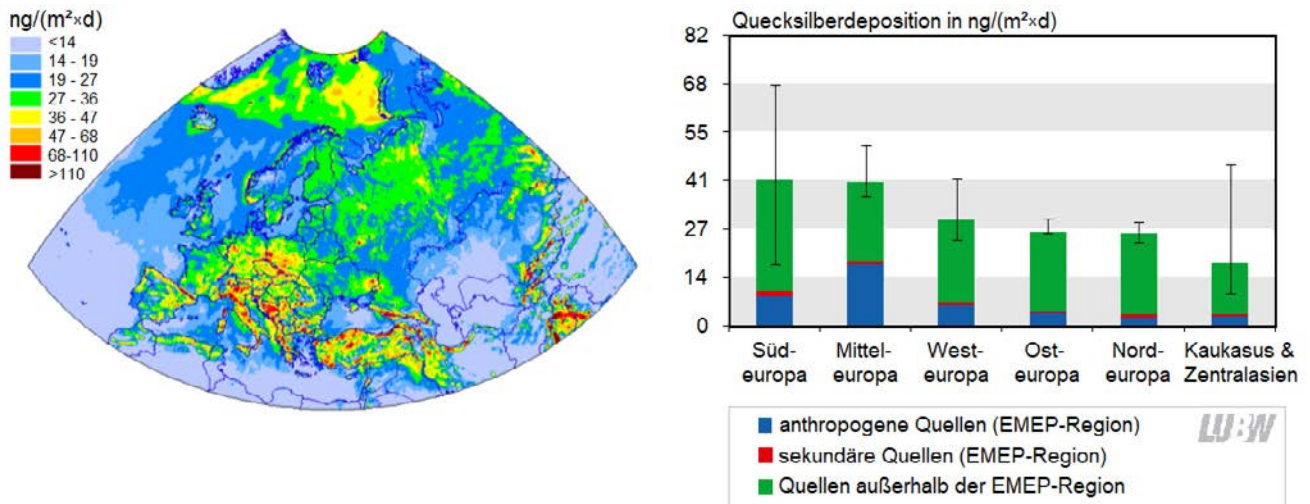 ng/(m²×d)
<14
14 - 19
19 - 27
27 - 36
36 - 47
47 - 68
68-110
>110
Quecksilberdeposition in ng/(m²×d)
82
68
55
41
27
14
0
Süd-
europa
Mittel-
europa
West-
europa
Ost-
europa
Nord-
europa
Kaukasus &
Zentralasien
anthropogene Quellen (EMEP-Region)
sekundäre Quellen (EMEP-Region)
Quellen außerhalb der EMEP-Region
LUBW